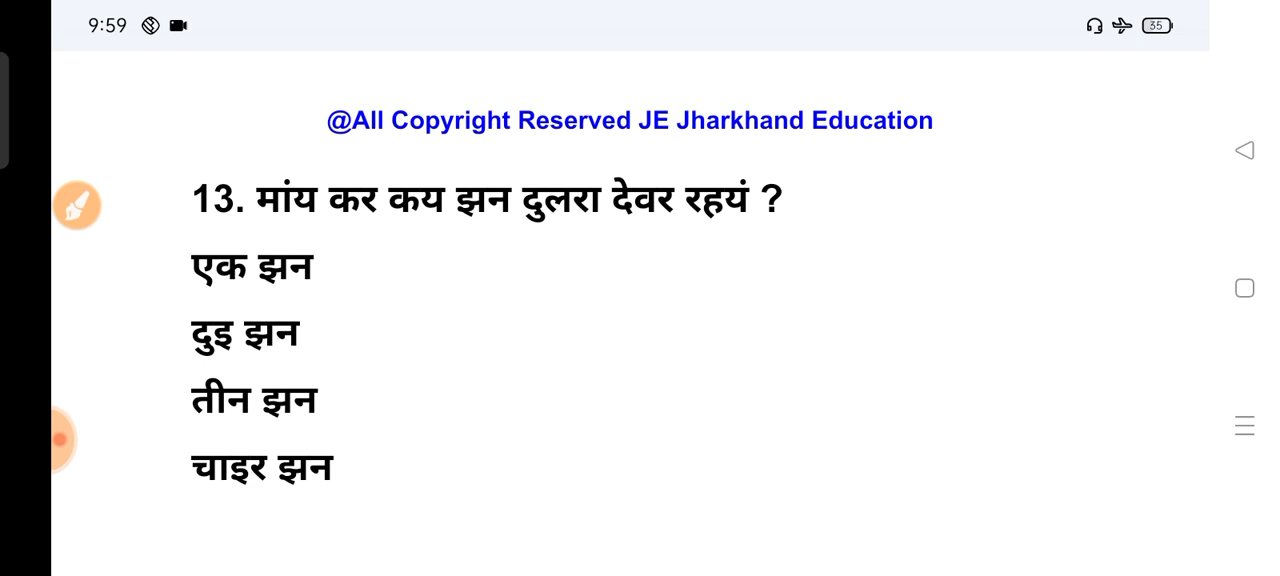 9:59
35
@All Copyright Reserved JE Jharkhand Education
13. मांय कर कय झन दुलरा देवर रहयं ?
एक झन
दुइ झन
तीन झन
चाइर झन